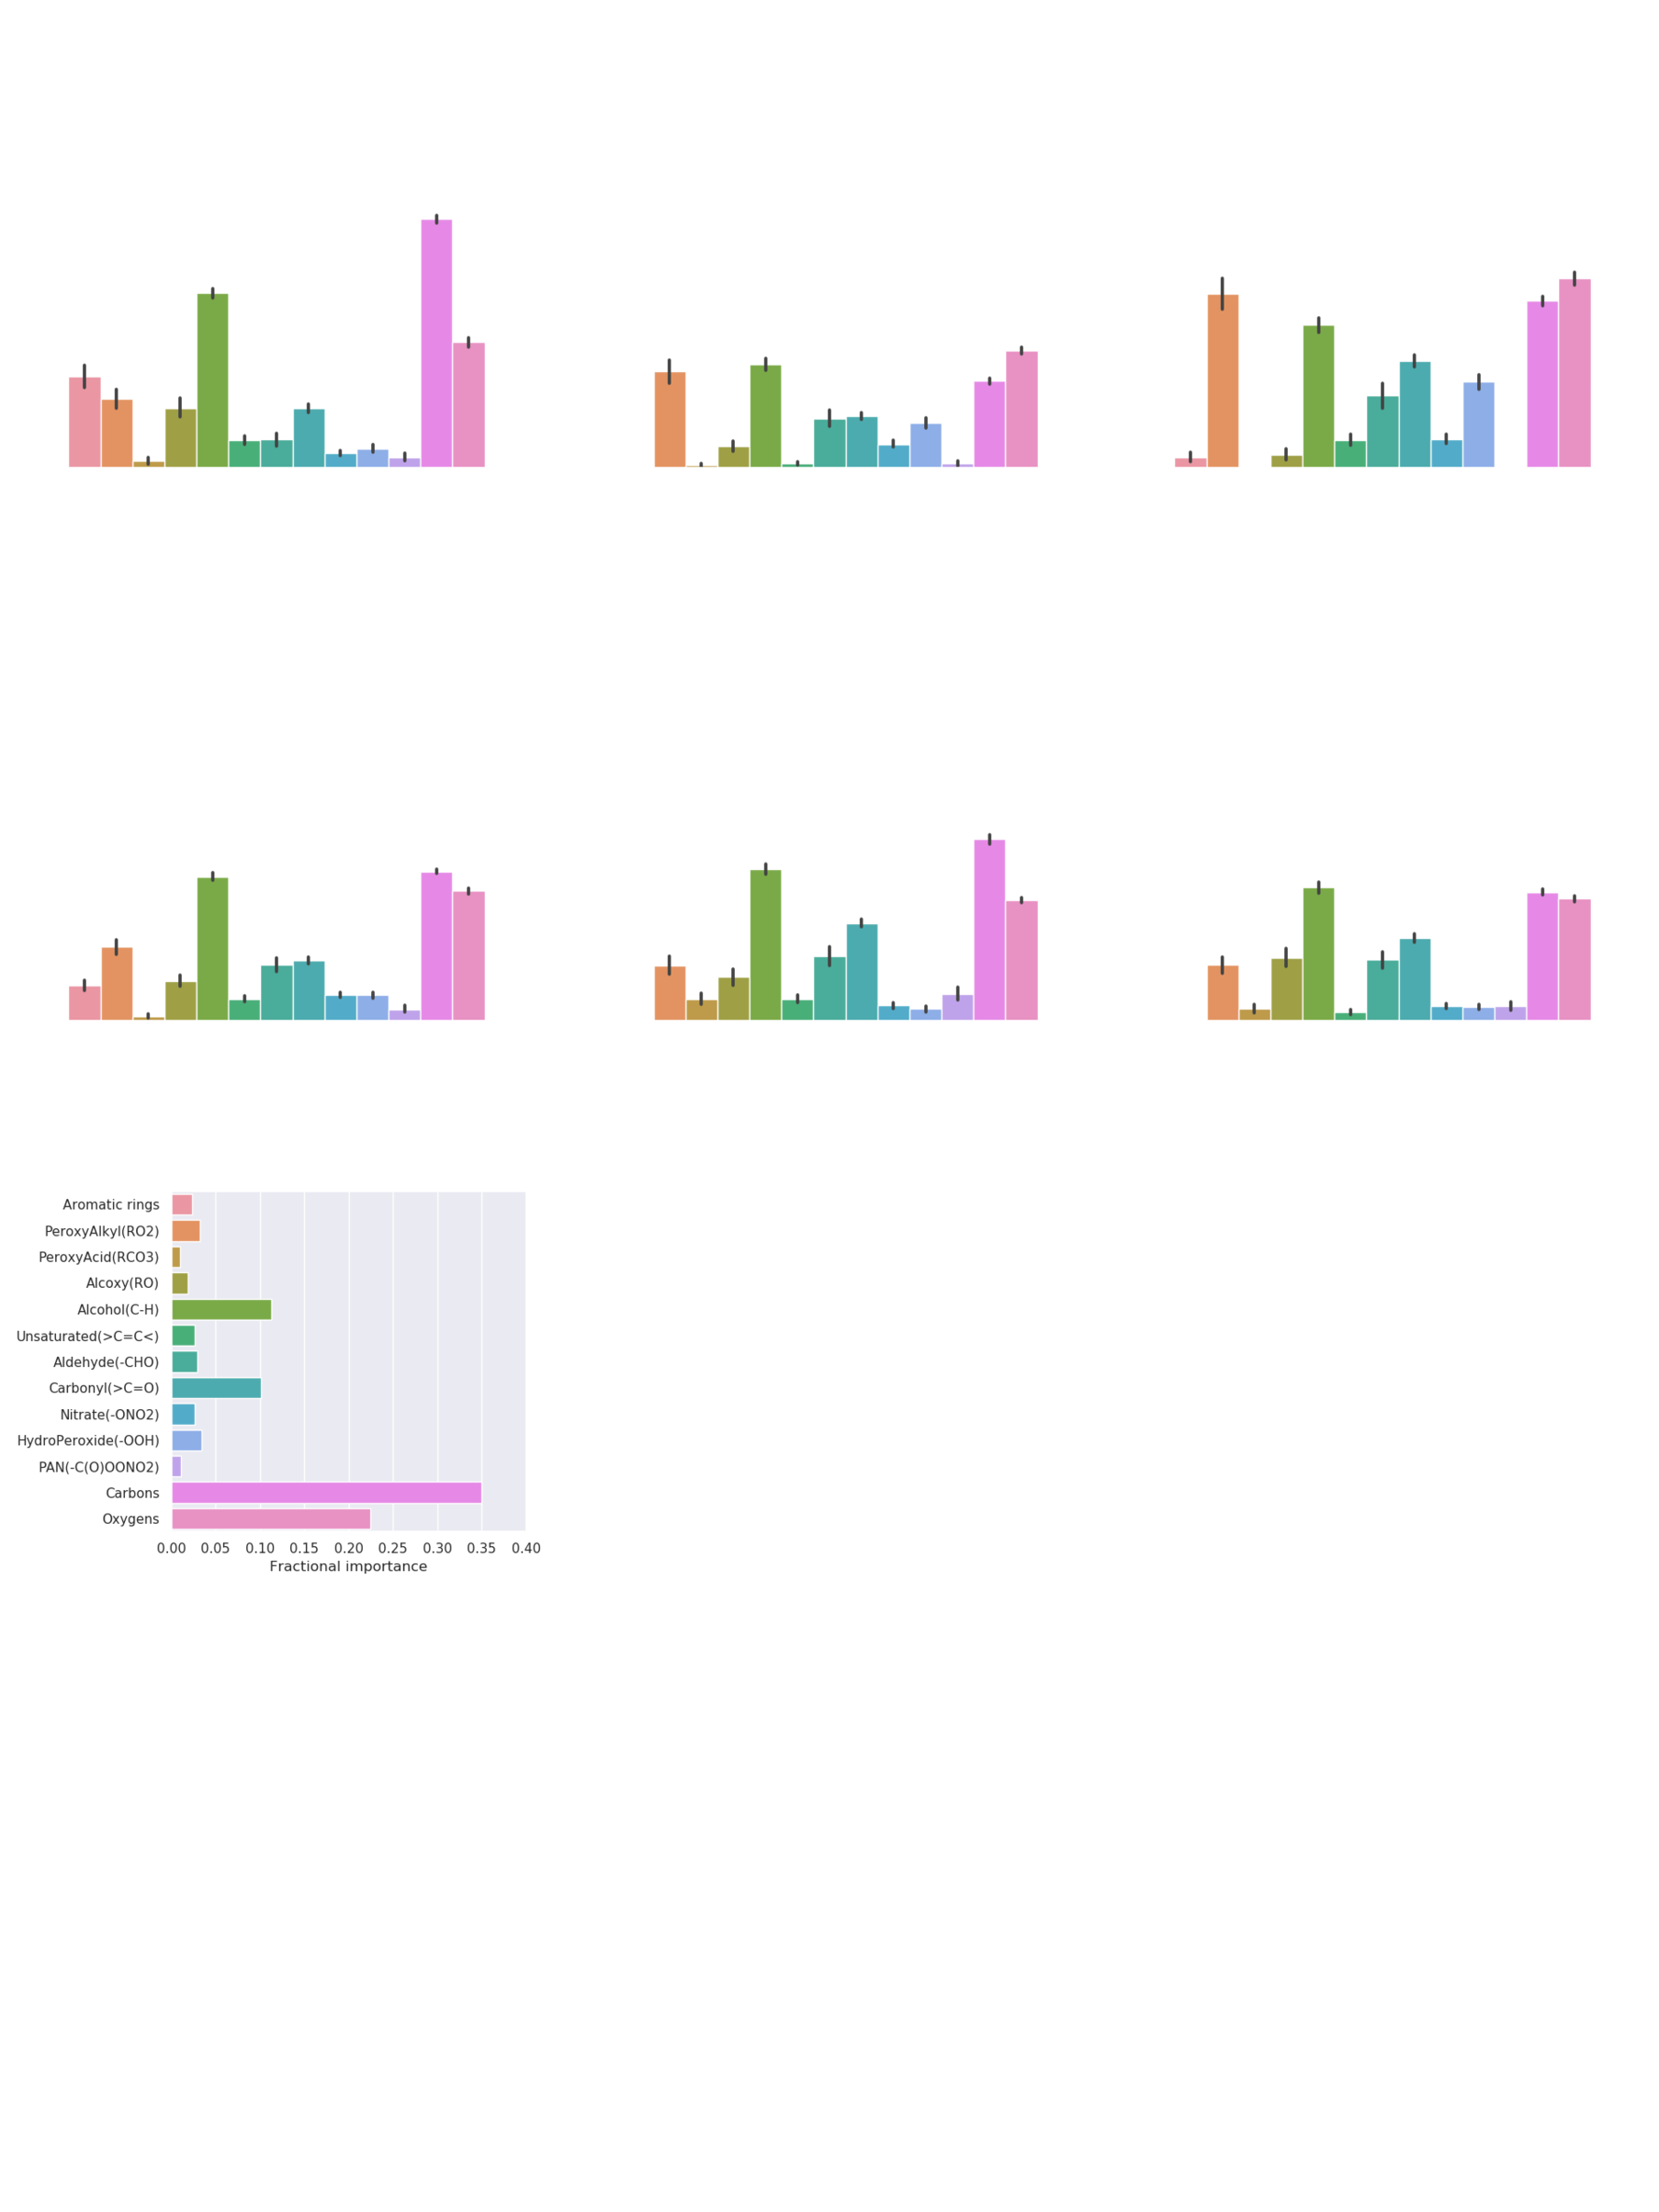 Aromatic rings
PeroxyAlkyl(RO2)
PeroxyAcid(RCO3)
Alcoxy(RO)
Alcohol(C-H)
Unsaturated(>C=C<)
Aldehyde(-CHO)
Carbonyl(>C=O)
Nitrate(-ONO2)
HydroPeroxide(-OOH)
PAN(-C(O)OONO2)
Carbons
Oxygens
0.00 0.05 0.10 0.15 0.20 0.25 0.30 0.35 0.40
Fractional importance